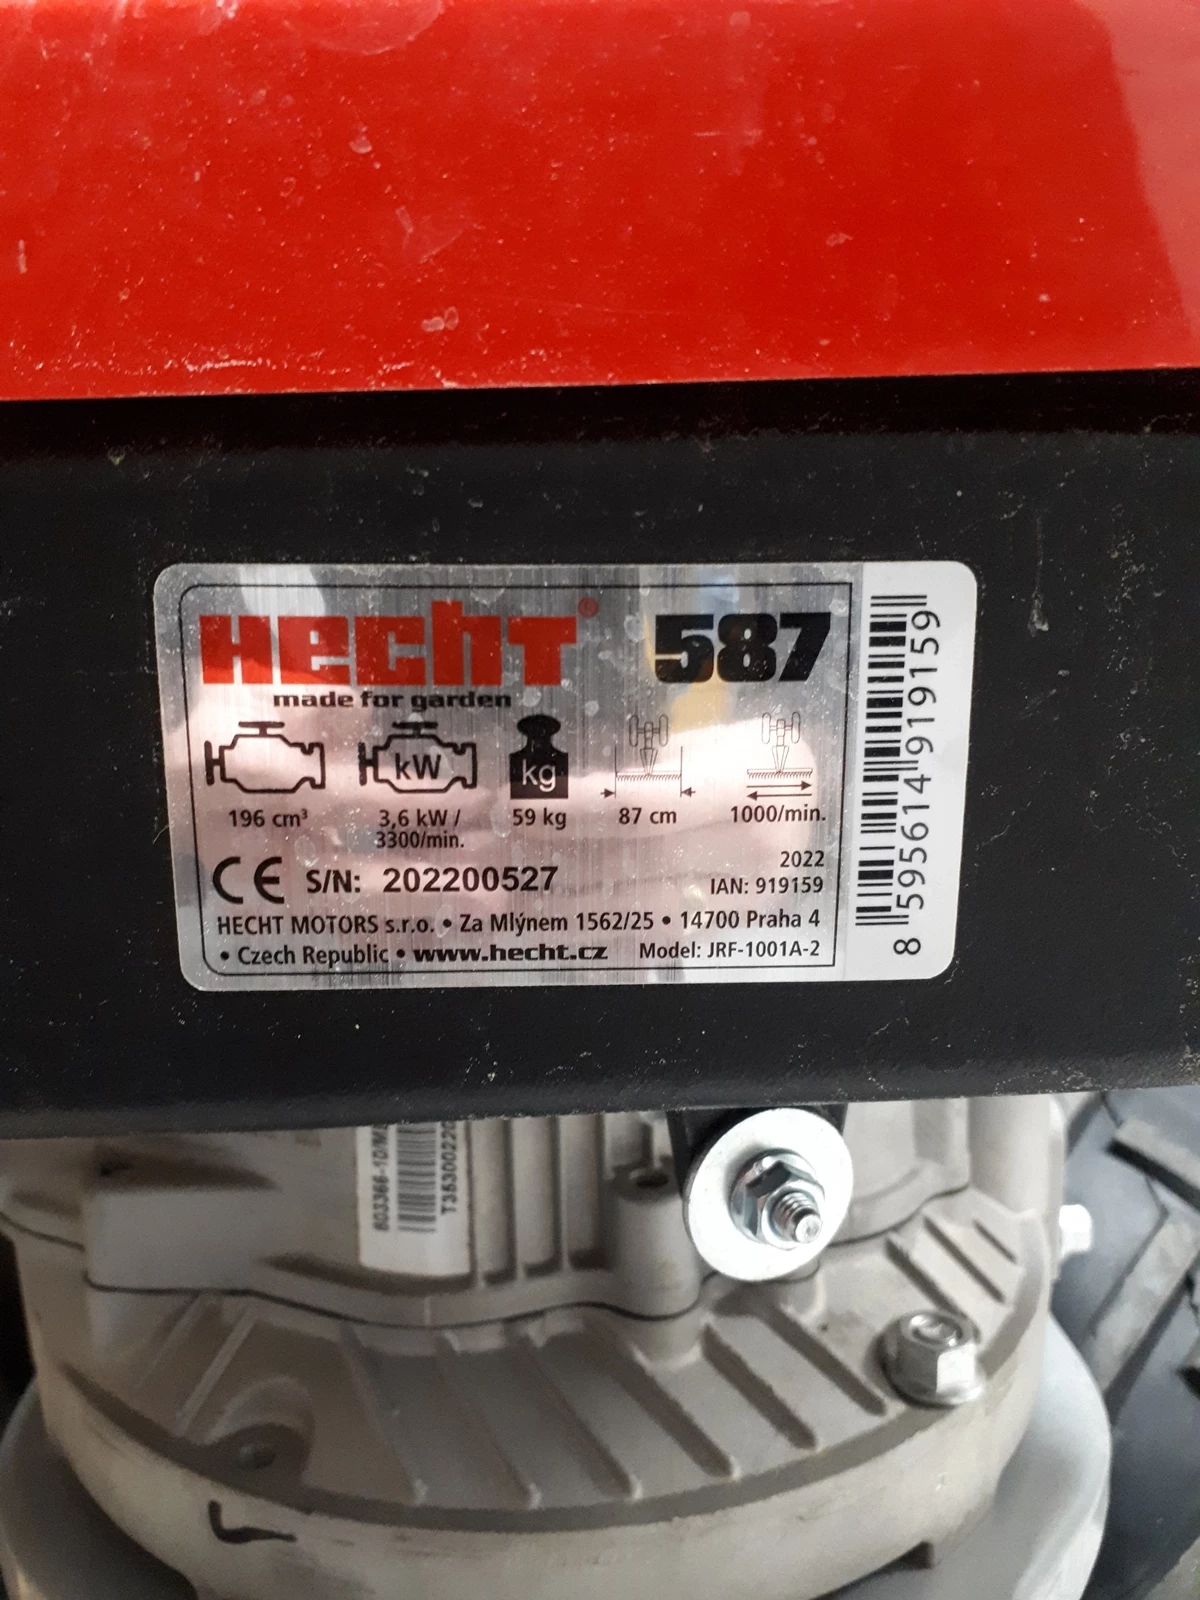 HECHT® 587
made for garden
kW
kg
196 cm³ 3,6 kW / 3300/min. 59 kg 87 cm 1000/min.
2022
CE S/N: 202200527 IAN: 919159
HECHT MOTORS s.r.o. • Za Mlýnem 1562/25 • 14700 Praha 4
• Czech Republic • www.hecht.cz Model: JRF-1001A-2
8 595614 919159